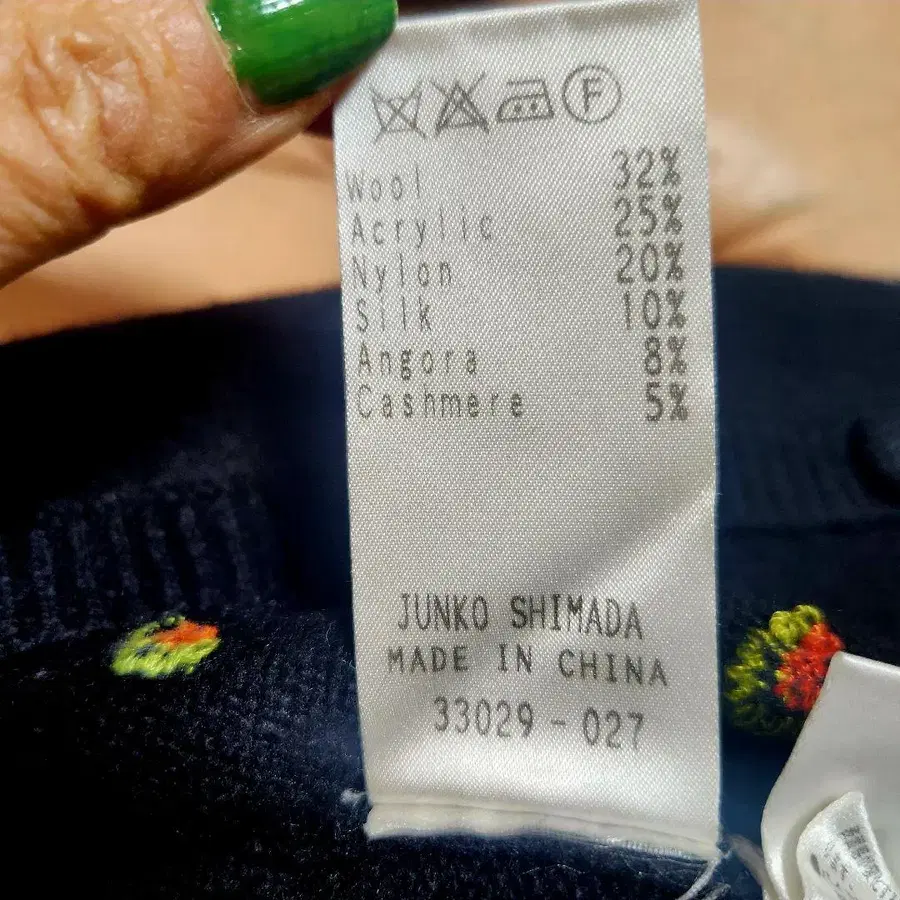 F
Wool 32%
Acrylic 25%
Nylon 20%
Silk 10%
Angora 8%
Cashmere 5%
JUNKO SHIMADA
MADE IN CHINA
33029-027